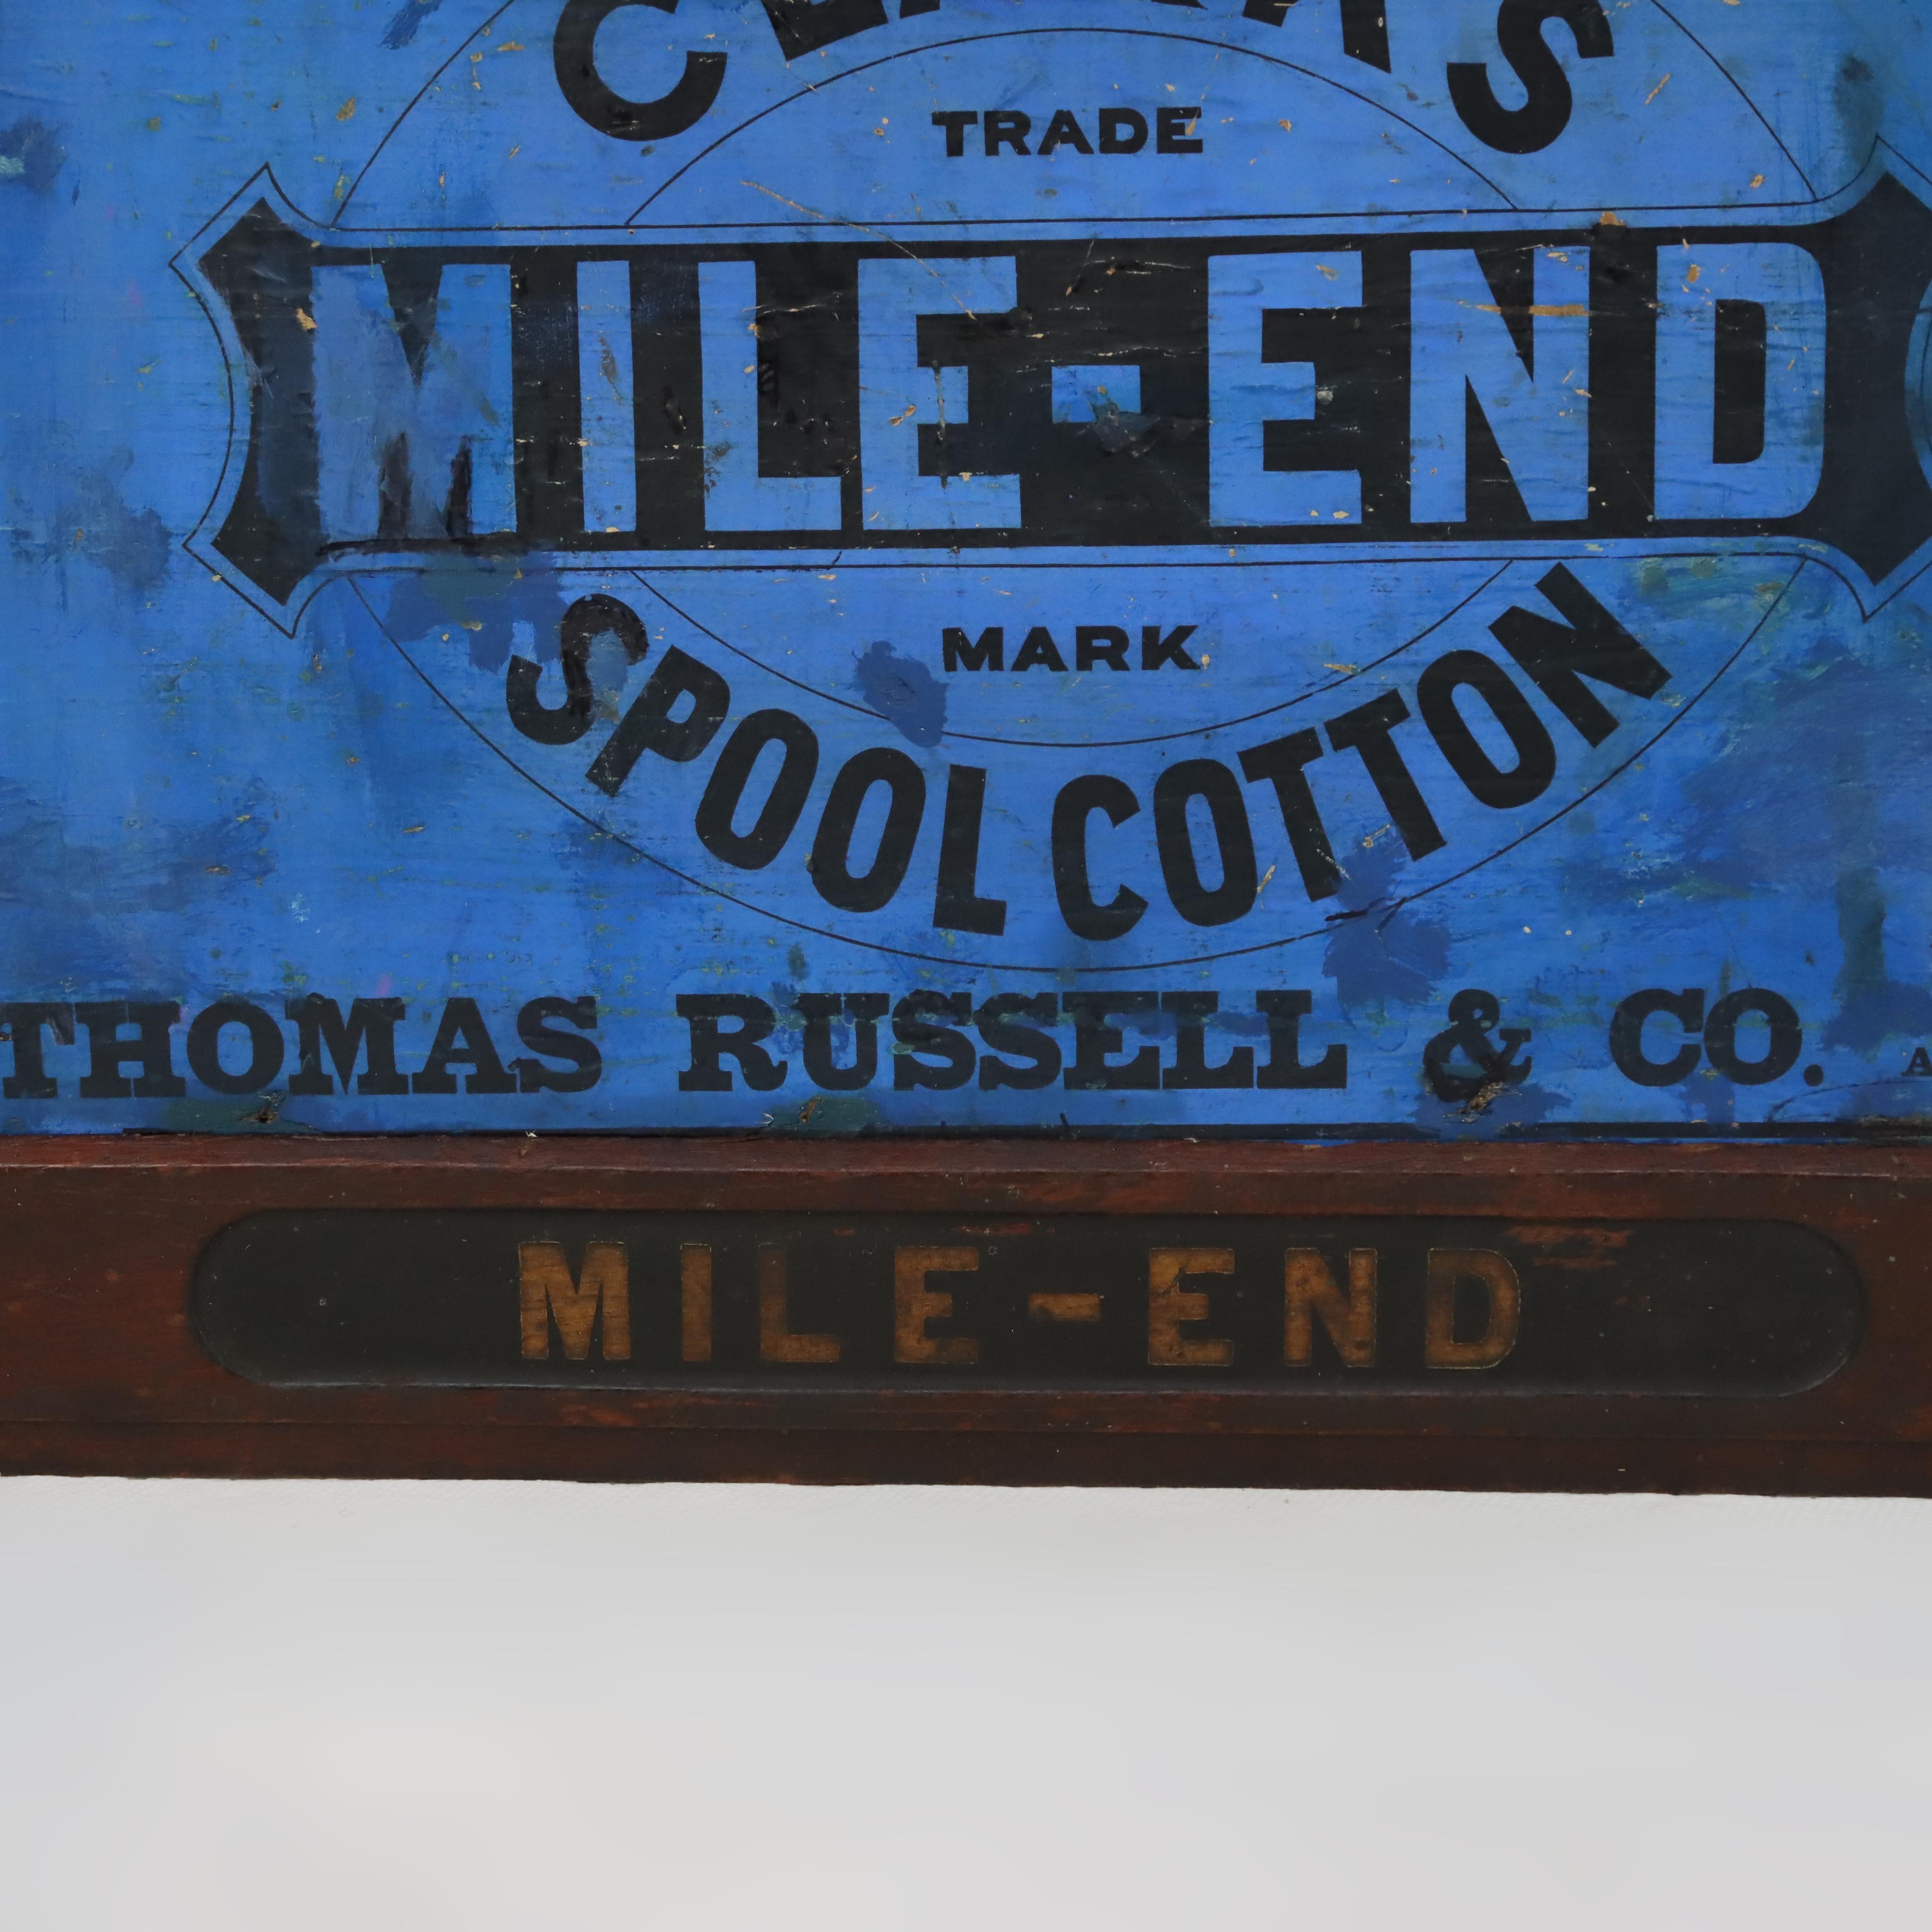 TRADE
MILE-END
MARK
SPOOL COTTON
THOMAS RUSSELL & CO.
MILE-END